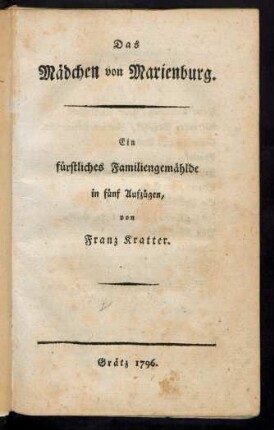 Das
Mädchen von Marienburg.
Ein
fürstliches Familiengemählde
in fünf Aufzügen,
von
Franz Kratter.
Grätz 1796.